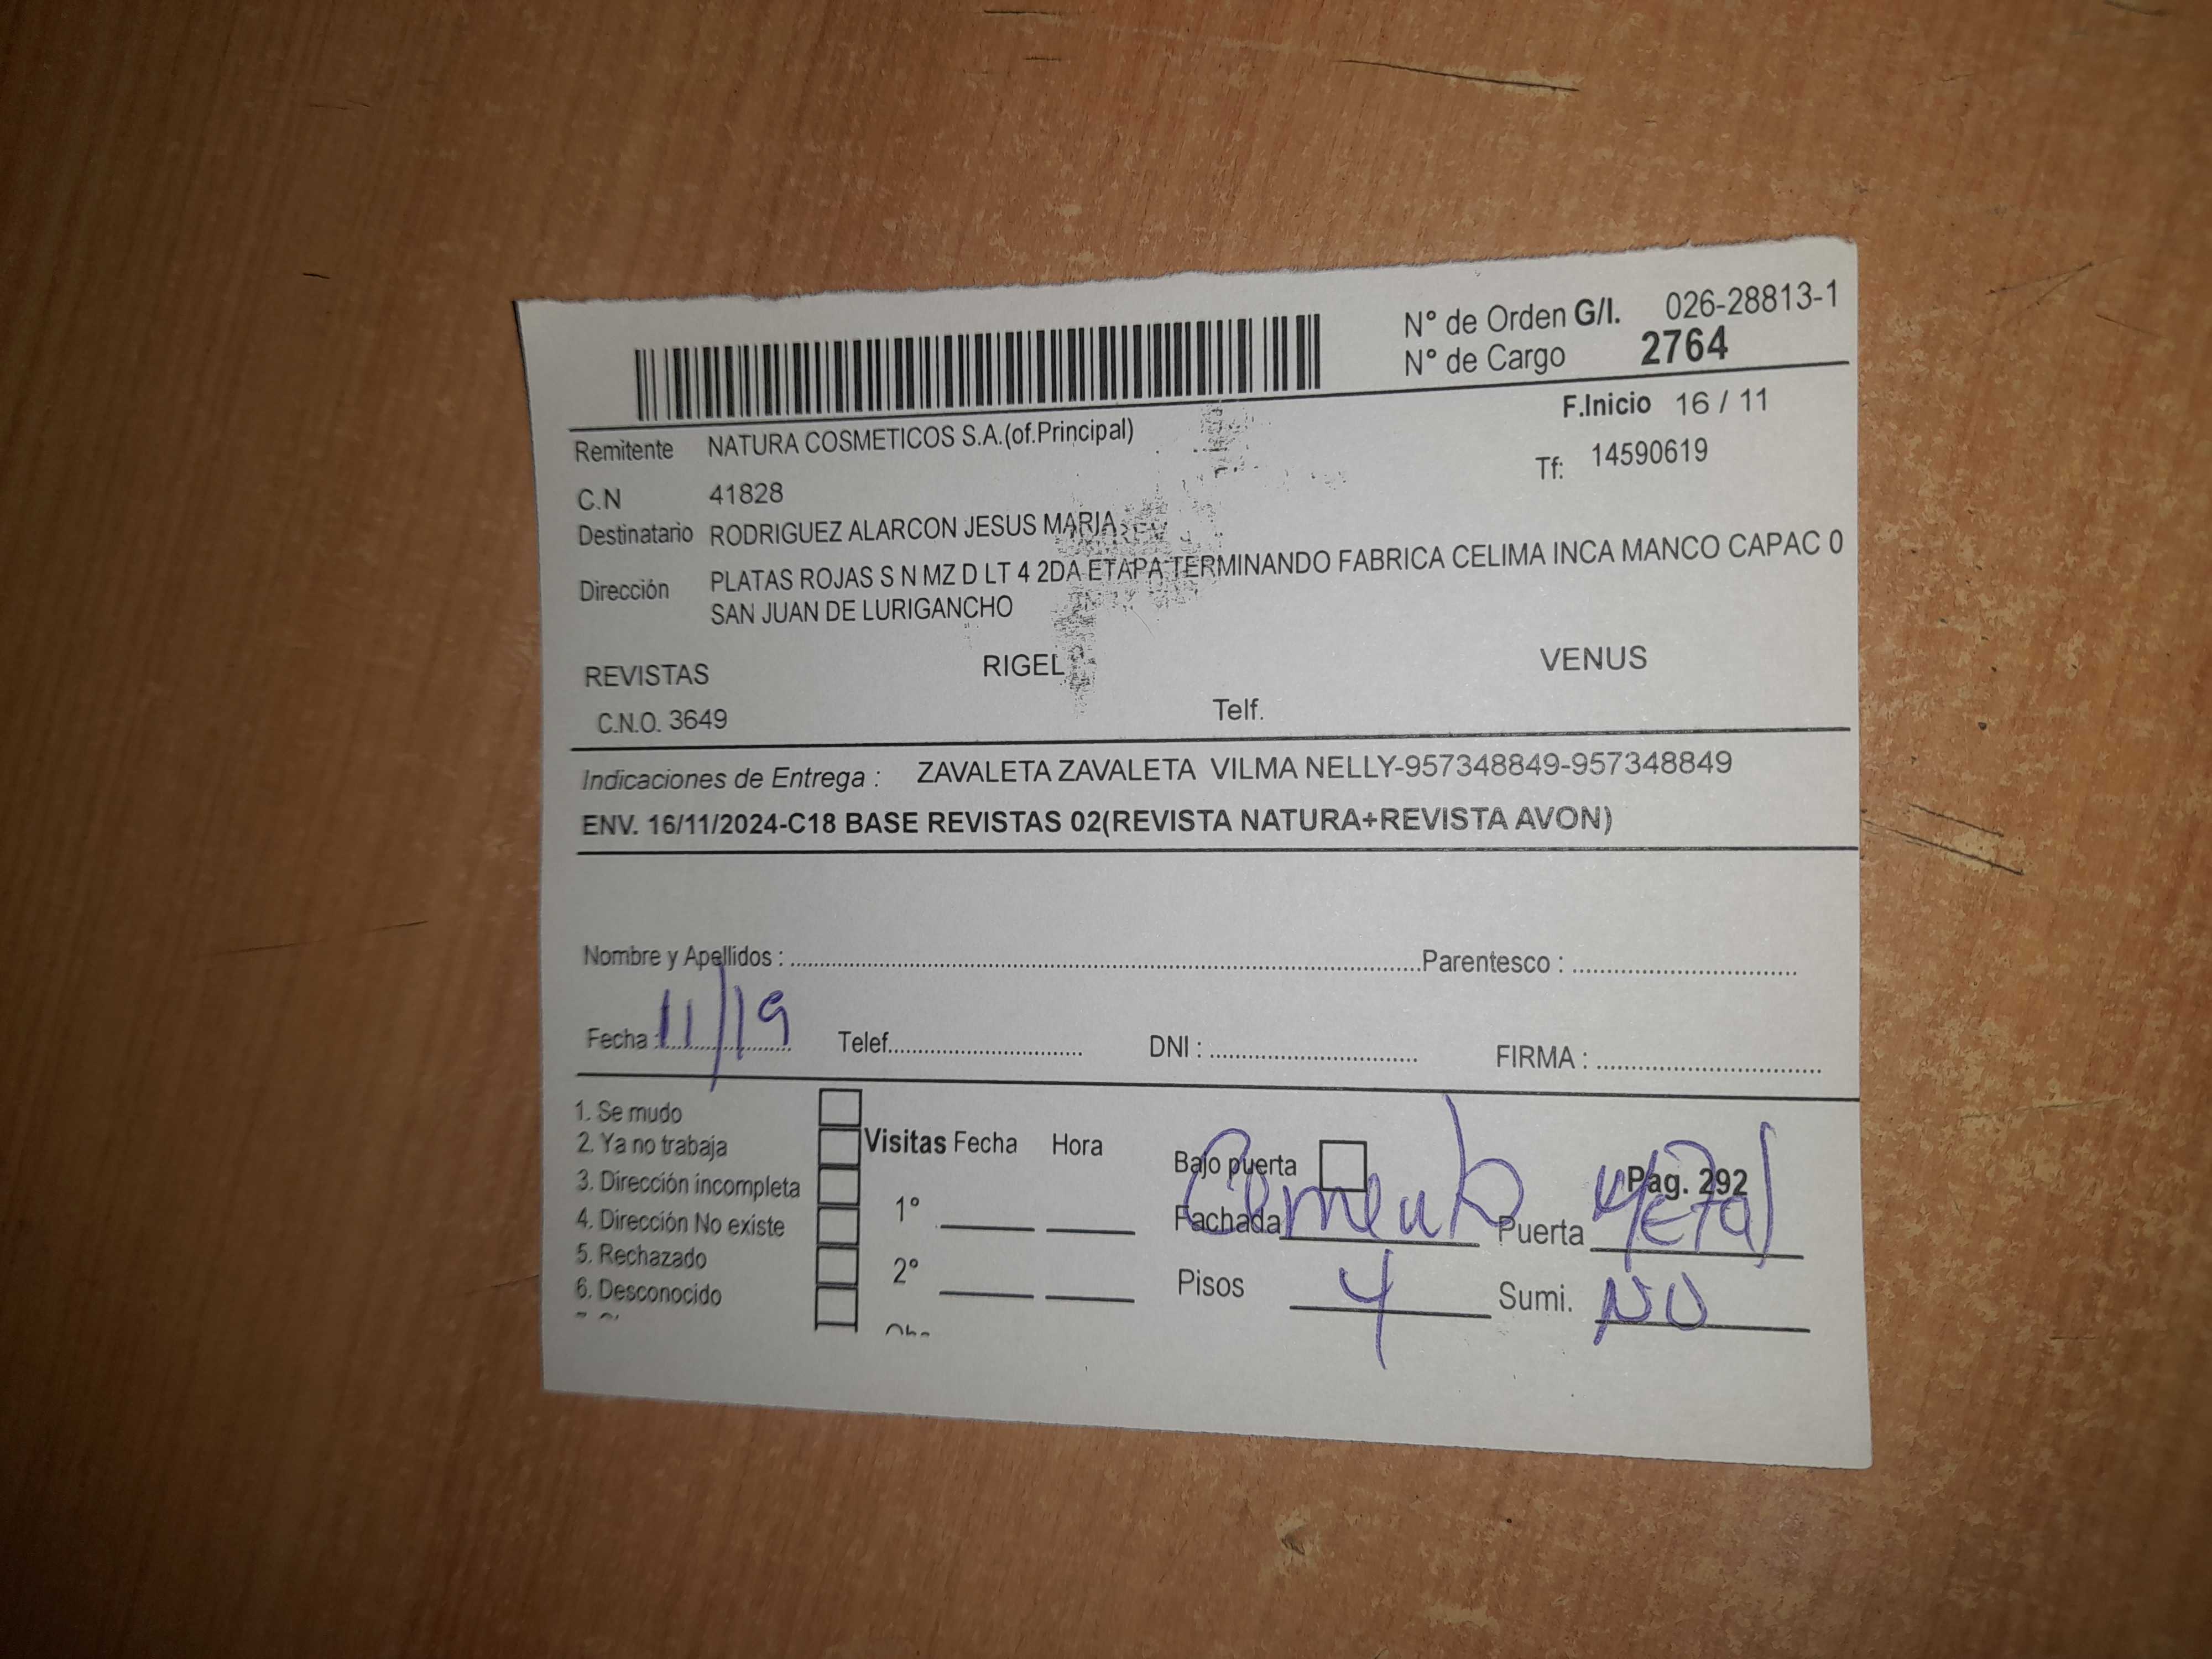 N° de Orden G/I. 026-28813-1
N° de Cargo 2764
F.Inicio 16 / 11
Remitente NATURA COSMETICOS S.A.(of.Principal)
Tf: 14590619
C.N 41828
Destinatario RODRIGUEZ ALARCON JESUS MARIA
Dirección PLATAS ROJAS S N MZ D LT 4 2DA ETAPA TERMINANDO FABRICA CELIMA INCA MANCO CAPAC 0
SAN JUAN DE LURIGANCHO
REVISTAS RIGEL VENUS
C.N.O. 3649 Telf.
Indicaciones de Entrega : ZAVALETA ZAVALETA VILMA NELLY-957348849-957348849
ENV. 16/11/2024-C18 BASE REVISTAS 02(REVISTA NATURA+REVISTA AVON)
Nombre y Apellidos : Parentesco :
Fecha : 11/19 Telef. DNI : FIRMA :
1. Se mudo
2. Ya no trabaja
3. Dirección incompleta
4. Dirección No existe
5. Rechazado
6. Desconocido
Visitas Fecha Hora
1°
2°
Bajo puerta Pag. 292
Fachada Cemento Puerta Metal
Pisos 4 Sumi. NO